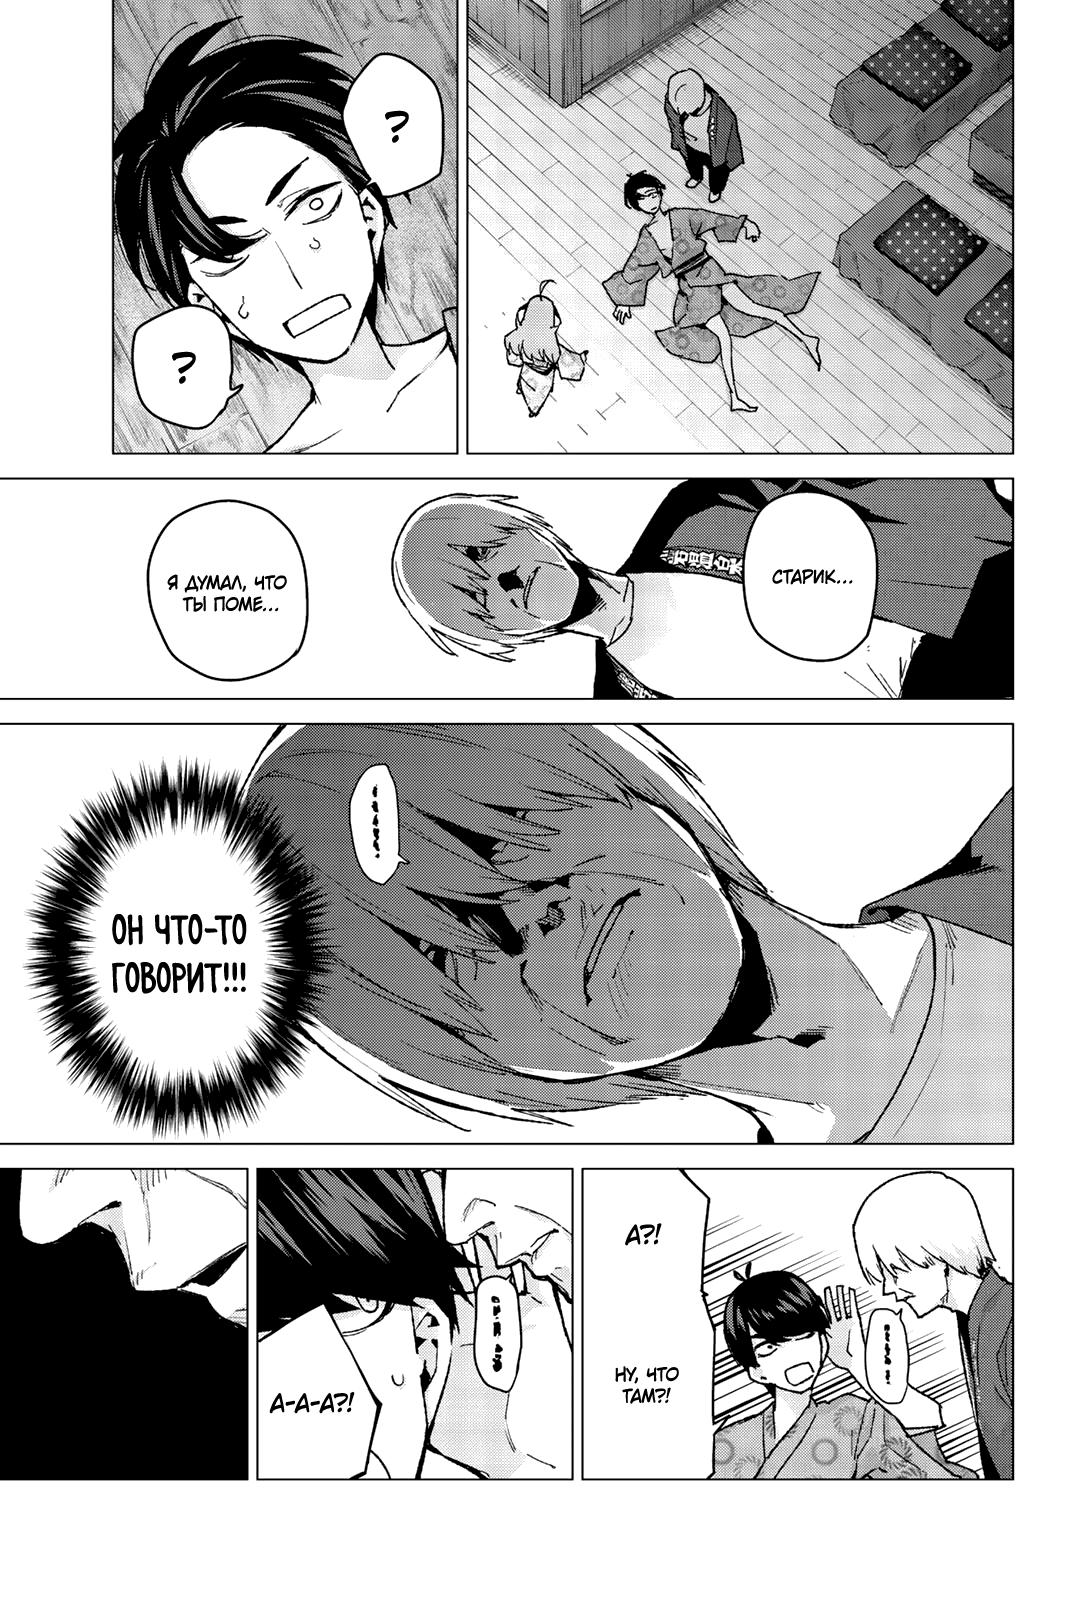 ?
?
СТАРИК...
Я ДУМАЛ, ЧТО
ТЫ ПОМЕ...
ОН ЧТО-ТО
ГОВОРИТ!!!
А?!
НУ, ЧТО
ТАМ?!
А-А-А?!